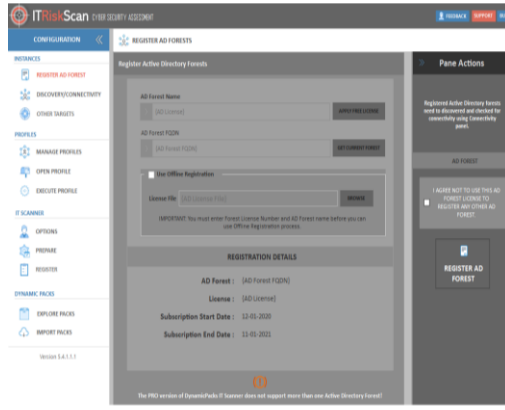 ITRiskScan CYBER SECURITY ASSESSMENT
FEEDBACK
SUPPORT
CONFIGURATION
REGISTER AD FORESTS
INSTANCES
REGISTER AD FOREST
DISCOVERY/CONNECTIVITY
OTHER TARGETS
PROFILES
MANAGE PROFILES
OPEN PROFILE
EXECUTE PROFILE
IT SCANNER
OPTIONS
PREPARE
REGISTER
DYNAMIC PACKS
EXPLORE PACKS
IMPORT PACKS
Version 3.4.1.1.1
Register Active Directory Forests
AD Forest Name
[AD License]
APPLY FREE LICENSE
AD Forest FQDN
[AD Forest FQDN]
GET CURRENT FOREST
Use Offline Registration
License File
[AD License File]
BROWSE
IMPORTANT: You must enter Forest License Number and AD Forest name before you can
use Offline Registration process.
REGISTRATION DETAILS
AD Forest : [AD Forest FQDN]
License : [AD License]
Subscription Start Date : 12-01-2020
Subscription End Date : 11-01-2021
(1)
The PRO version of DynamicPacks IT Scanner does not support more than one Active Directory Forest!
Pane Actions
Registered Active Directory forests
need to discovered and checked for
connectivity using Connectivity
panel.
AD FOREST
I AGREE NOT TO USE THIS AD
FOREST LICENSE TO
REGISTER ANY OTHER AD
FOREST
REGISTER AD
FOREST